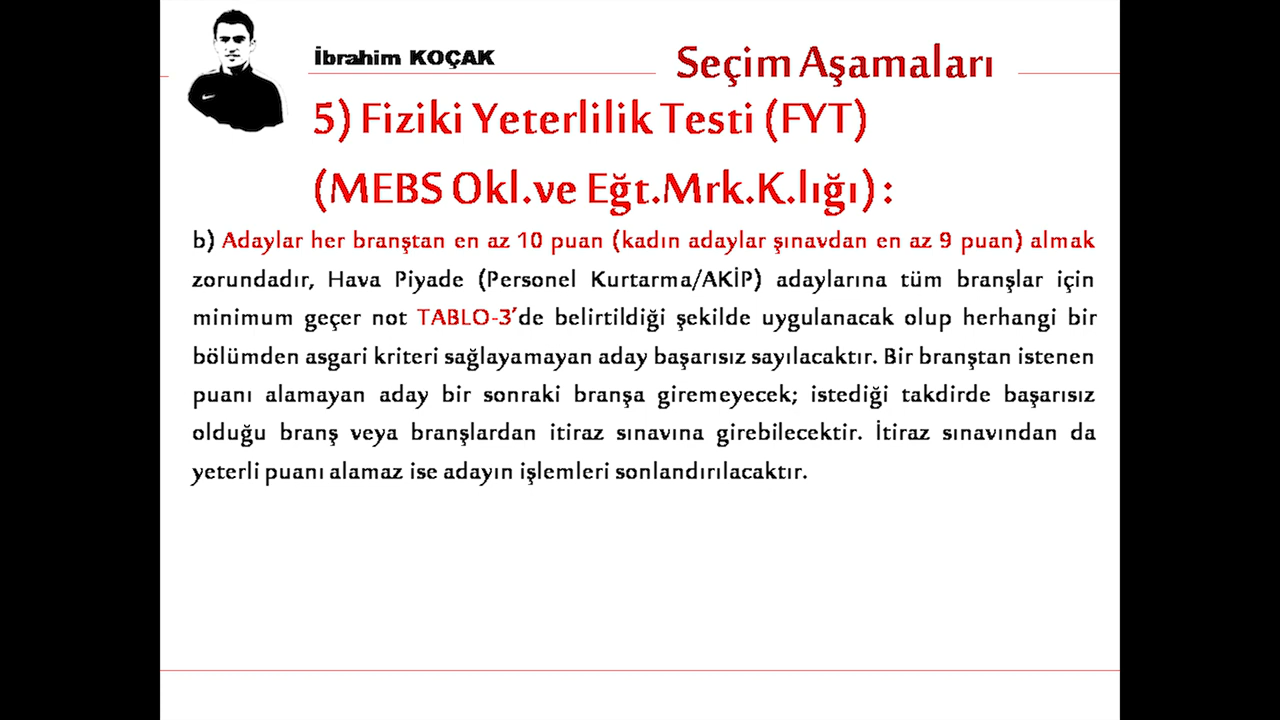 İbrahim KOÇAK
Seçim Aşamaları
5) Fiziki Yeterlilik Testi (FYT)
(MEBS Okl.ve Eğt.Mrk.K.lığı) :
b) Adaylar her branştan en az 10 puan (kadın adaylar şınavdan en az 9 puan) almak
zorundadır, Hava Piyade (Personel Kurtarma/AKİP) adaylarına tüm branşlar için
minimum geçer not TABLO-3’de belirtildiği şekilde uygulanacak olup herhangi bir
bölümden asgari kriteri sağlayamayan aday başarısız sayılacaktır. Bir branştan istenen
puanı alamayan aday bir sonraki branşa giremeyecek; istediği takdirde başarısız
olduğu branş veya branşlardan itiraz sınavına girebilecektir. İtiraz sınavından da
yeterli puanı alamaz ise adayın işlemleri sonlandırılacaktır.